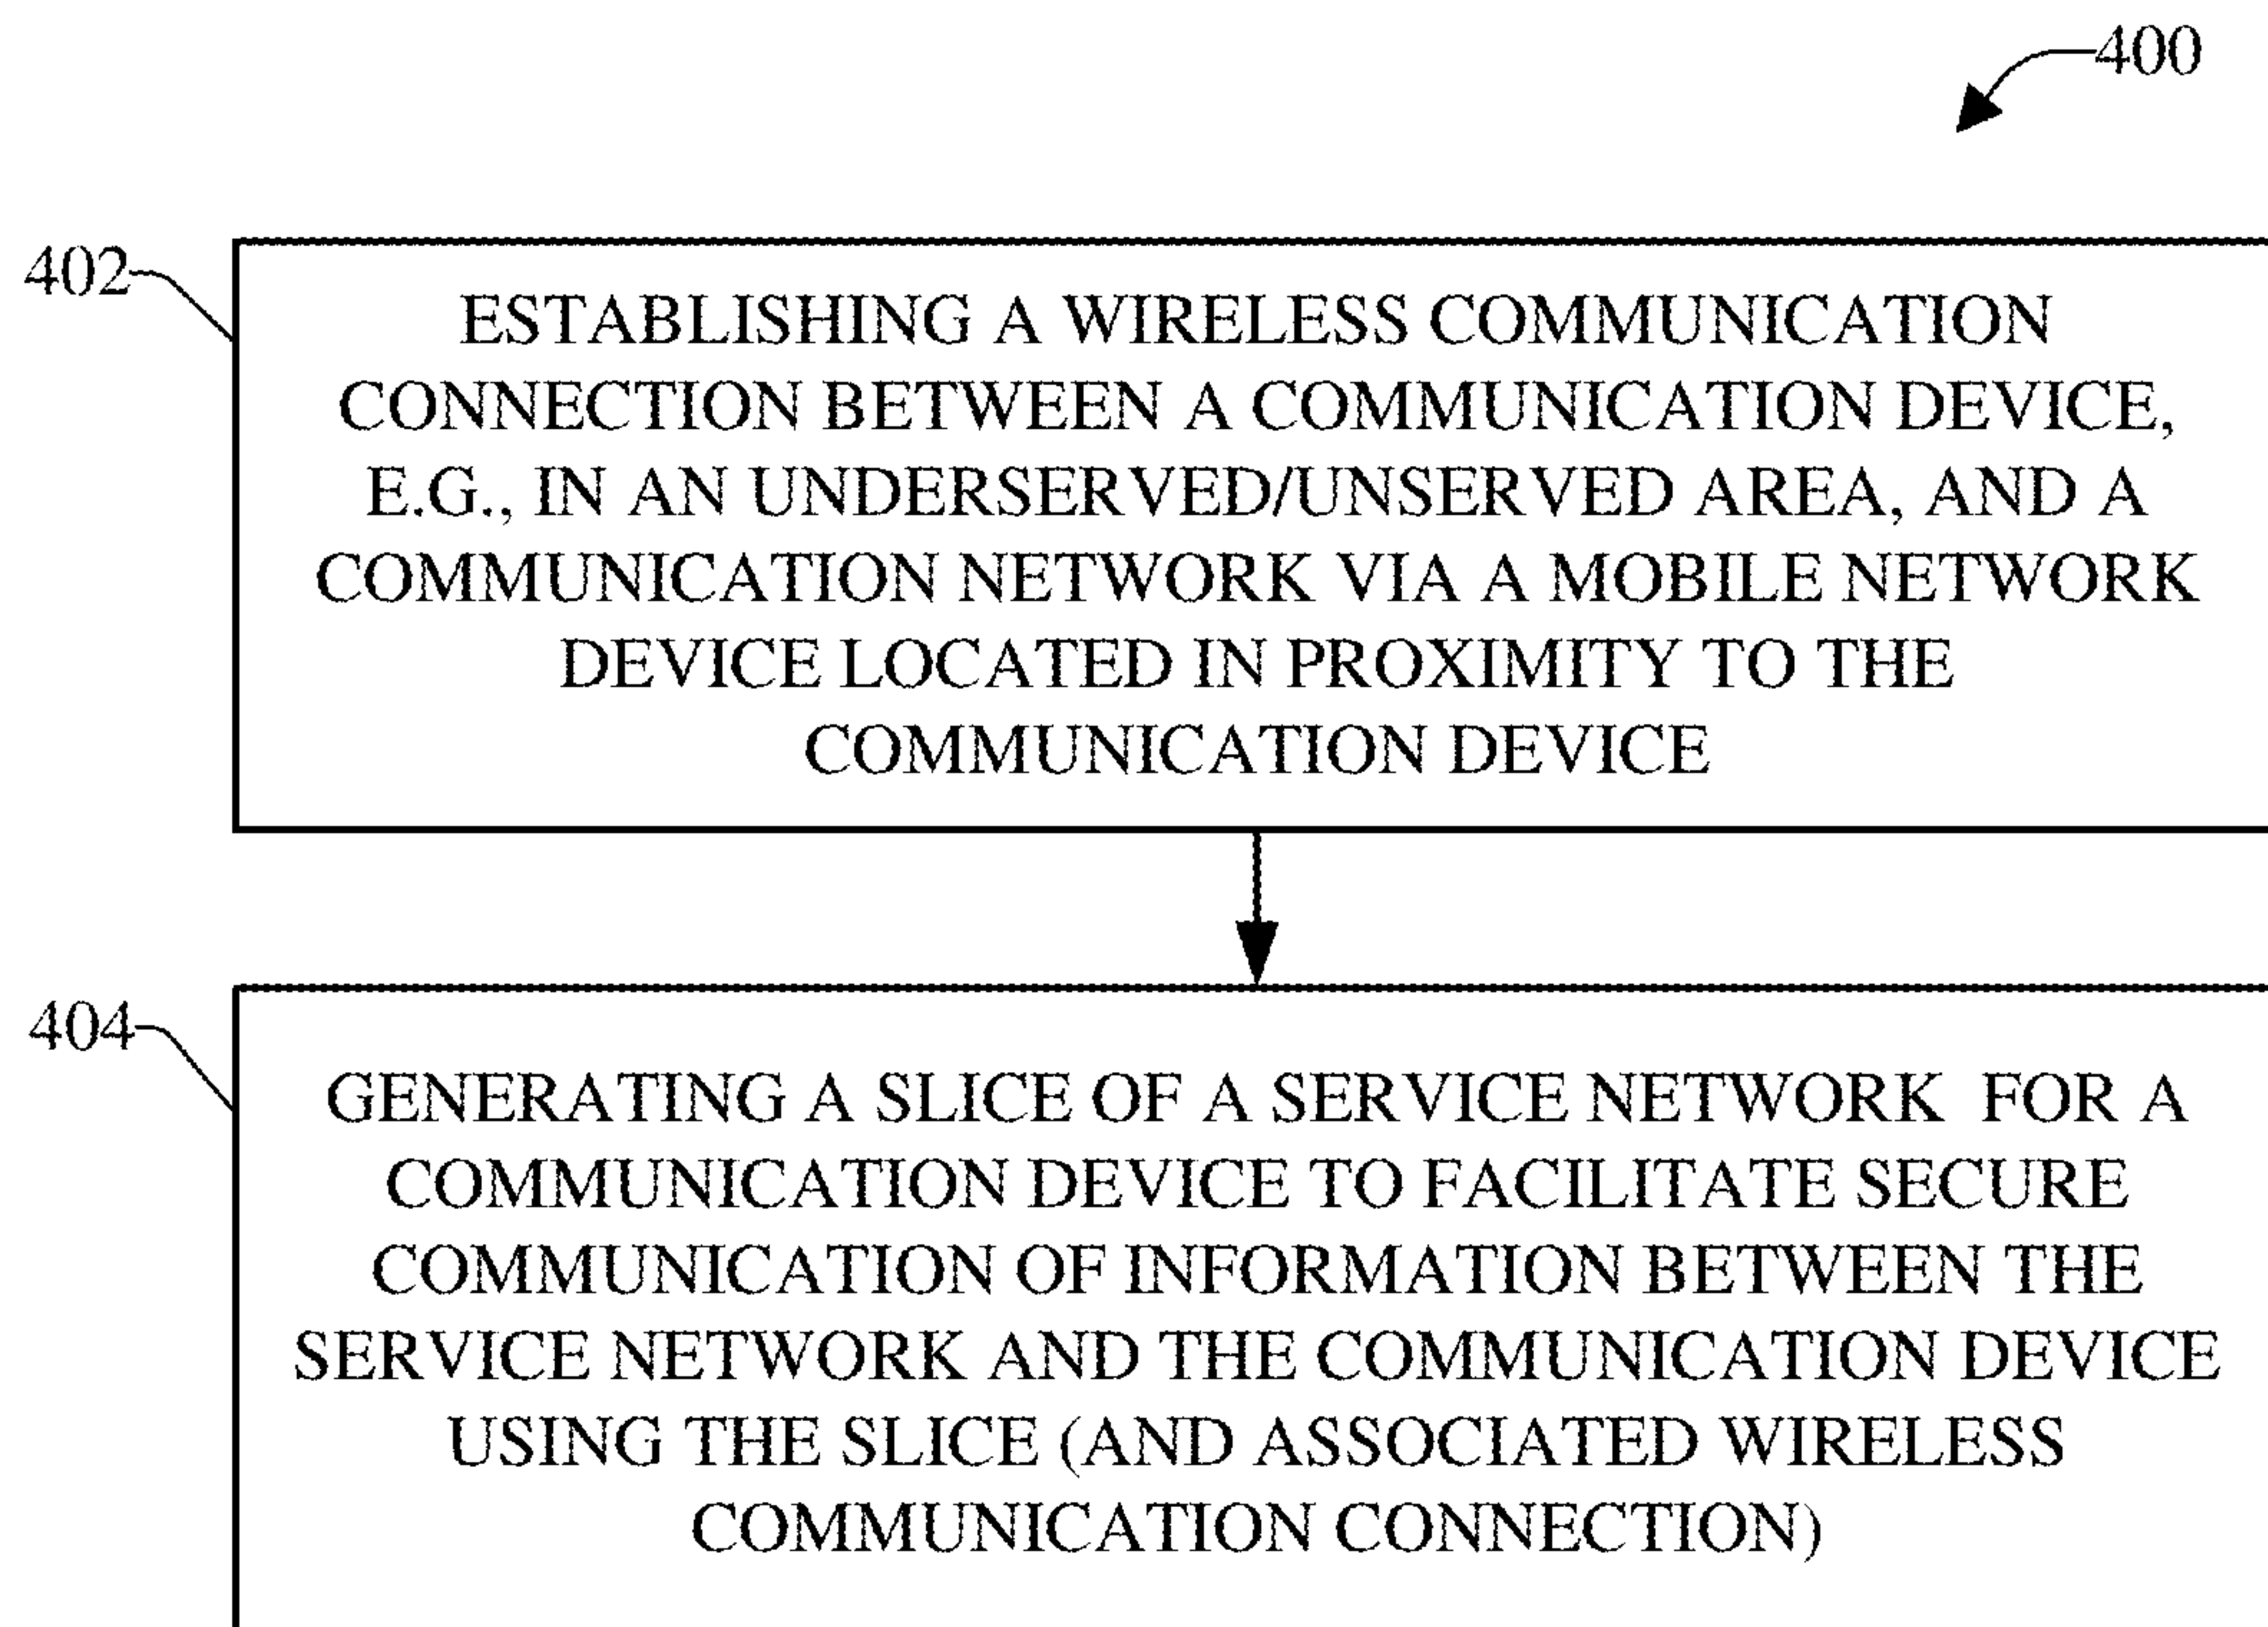 400
402
ESTABLISHING A WIRELESS COMMUNICATION
CONNECTION BETWEEN A COMMUNICATION DEVICE,
E.G., IN AN UNDERSERVED/UNSERVED AREA, AND A
COMMUNICATION NETWORK VIA A MOBILE NETWORK
DEVICE LOCATED IN PROXIMITY TO THE
COMMUNICATION DEVICE
404
GENERATING A SLICE OF A SERVICE NETWORK FOR A
COMMUNICATION DEVICE TO FACILITATE SECURE
COMMUNICATION OF INFORMATION BETWEEN THE
SERVICE NETWORK AND THE COMMUNICATION DEVICE
USING THE SLICE (AND ASSOCIATED WIRELESS
COMMUNICATION CONNECTION)